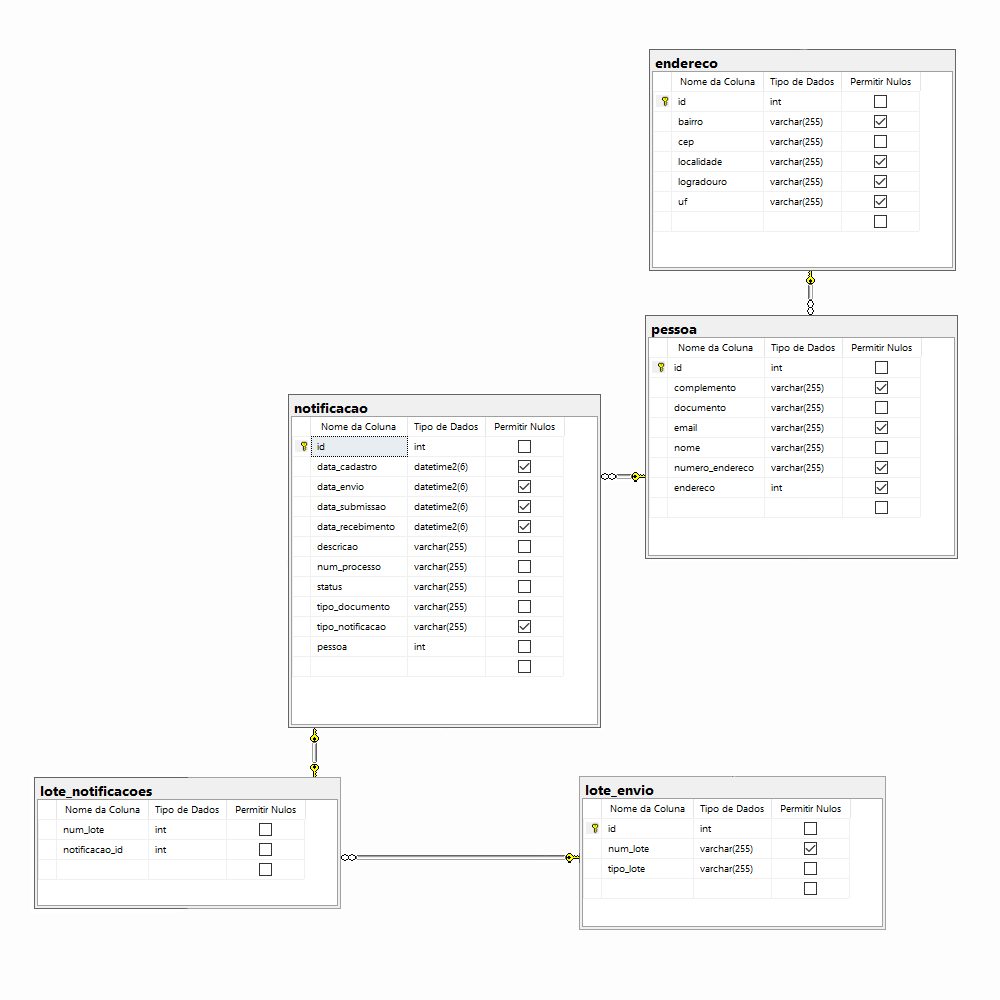 endereco
Nome da Coluna Tipo de Dados Permitir Nulos
id int
bairro varchar(255)
cep varchar(255)
localidade varchar(255)
logradouro varchar(255)
uf varchar(255)
pessoa
Nome da Coluna Tipo de Dados Permitir Nulos
id int
complemento varchar(255)
documento varchar(255)
email varchar(255)
nome varchar(255)
numero_endereco varchar(255)
endereco int
notificacao
Nome da Coluna Tipo de Dados Permitir Nulos
id int
data_cadastro datetime2(6)
data_envio datetime2(6)
data_submissao datetime2(6)
data_recebimento datetime2(6)
descricao varchar(255)
num_processo varchar(255)
status varchar(255)
tipo_documento varchar(255)
tipo_notificacao varchar(255)
pessoa int
lote_notificacoes
Nome da Coluna Tipo de Dados Permitir Nulos
num_lote int
notificacao_id int
lote_envio
Nome da Coluna Tipo de Dados Permitir Nulos
id int
num_lote varchar(255)
tipo_lote varchar(255)